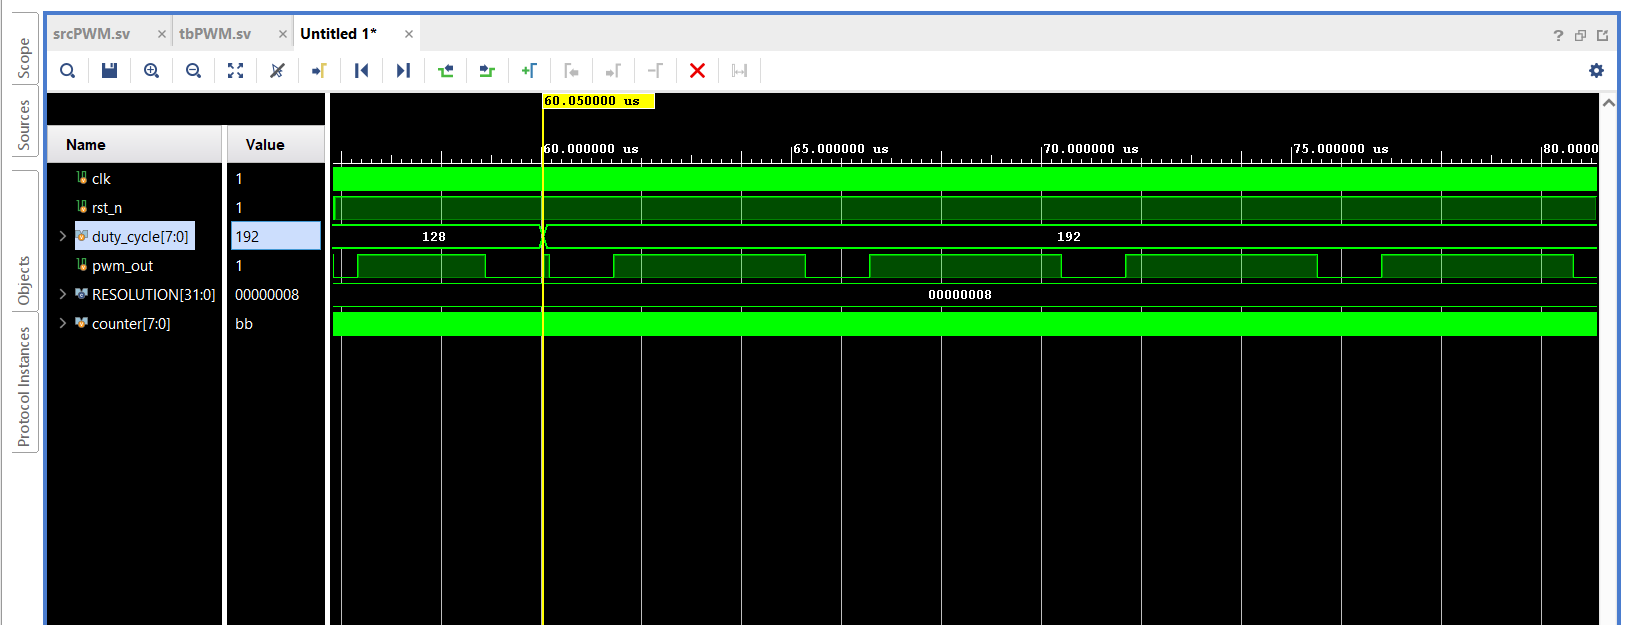 srcPWM.sv × tbPWM.sv × Untitled 1* ×
?
Scope
Sources
Objects
Protocol Instances
60.050000 us
Name Value
60.000000 us 65.000000 us 70.000000 us 75.000000 us 80.0000
clk 1
rst_n 1
duty_cycle[7:0] 192 128 192
pwm_out 1
RESOLUTION[31:0] 00000008 00000008
counter[7:0] bb